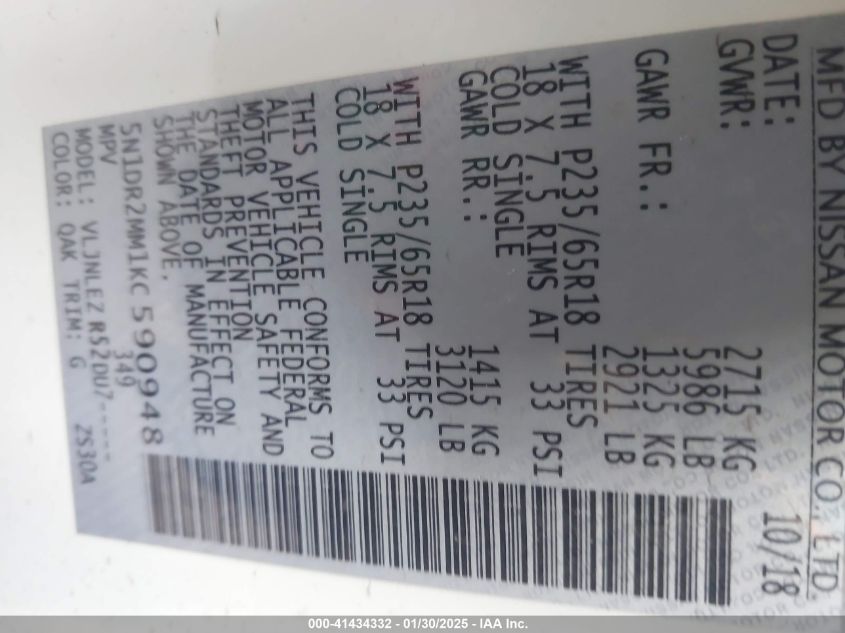 MFD BY NISSAN MOTOR CO., LTD.
DATE: 10/18
GVWR: 2715 KG
5986 LB
GAWR FR.: 1325 KG
2921 LB
WITH P235/65R18 TIRES
18 X 7.5 RIMS AT 33 PSI
COLD SINGLE
GAWR RR.: 1415 KG
3120 LB
WITH P235/65R18 TIRES
18 X 7.5 RIMS AT 33 PSI
COLD SINGLE
THIS VEHICLE CONFORMS TO
ALL APPLICABLE FEDERAL
MOTOR VEHICLE SAFETY AND
THEFT PREVENTION
STANDARDS IN EFFECT ON
THE DATE OF MANUFACTURE
SHOWN ABOVE.
5N1DR2MM1KC590948
MPV 349
MODEL: VLJNLEZ R52DU7----
COLOR: QAK TRIM: G 2S30A
000-41434332 - 01/30/2025 - IAA Inc.